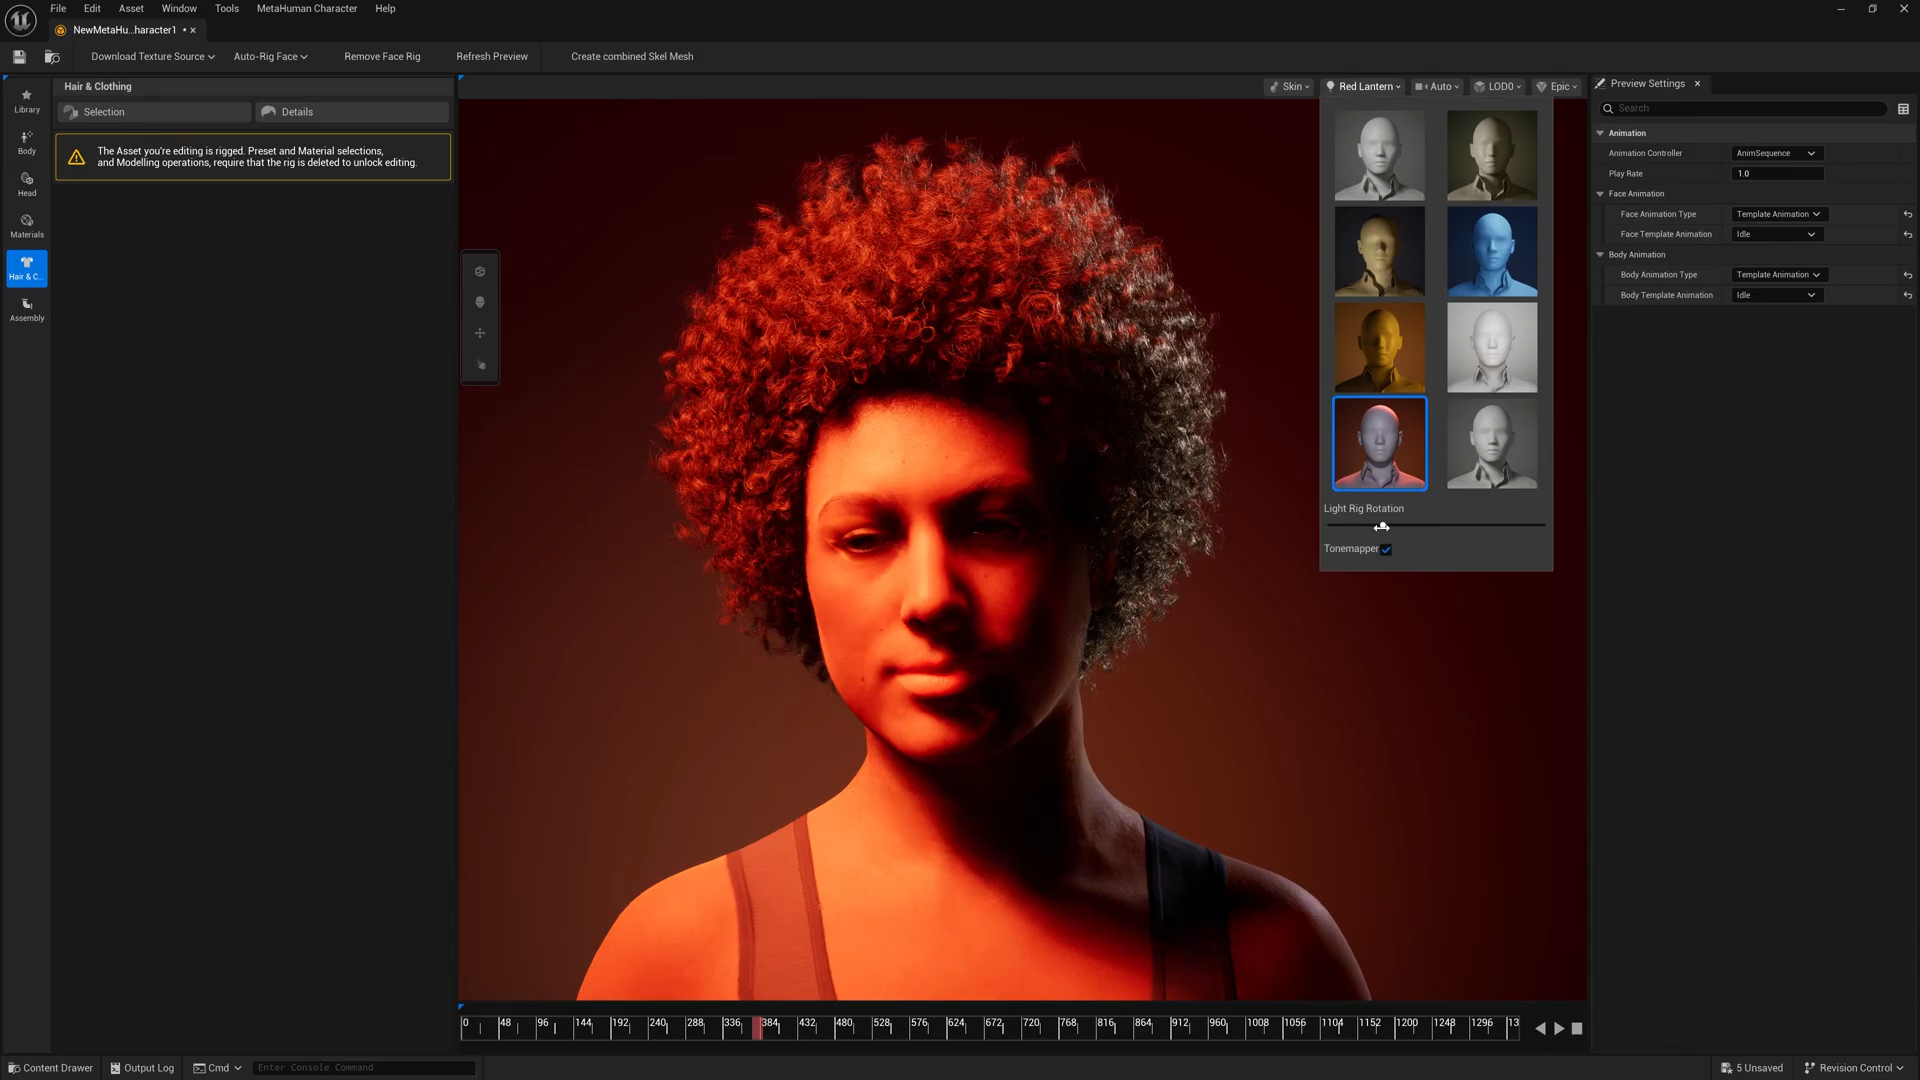 File Edit Asset Window Tools MetaHuman Character Help
NewMetaHu...haracter1
Download Texture Source
Auto-Rig Face
Remove Face Rig
Refresh Preview
Create combined Skel Mesh
Library
Body
Head
Materials
Hair & C...
Assembly
Hair & Clothing
Selection
Details
The Asset you're editing is rigged. Preset and Material selections,
and Modelling operations, require that the rig is deleted to unlock editing.
Skin
Red Lantern
Auto
LOD0
Epic
Light Rig Rotation
Tonemapper
Preview Settings
Search
Animation
Animation Controller AnimSequence
Play Rate 1.0
Face Animation
Face Animation Type Template Animation
Face Template Animation Idle
Body Animation
Body Animation Type Template Animation
Body Template Animation Idle
0 48 96 144 192 240 288 336 384 432 480 528 576 624 672 720 768 816 864 912 960 1008 1056 1104 1152 1200 1248 1296 13
Content Drawer
Output Log
Cmd
Enter Console Command
5 Unsaved
Revision Control